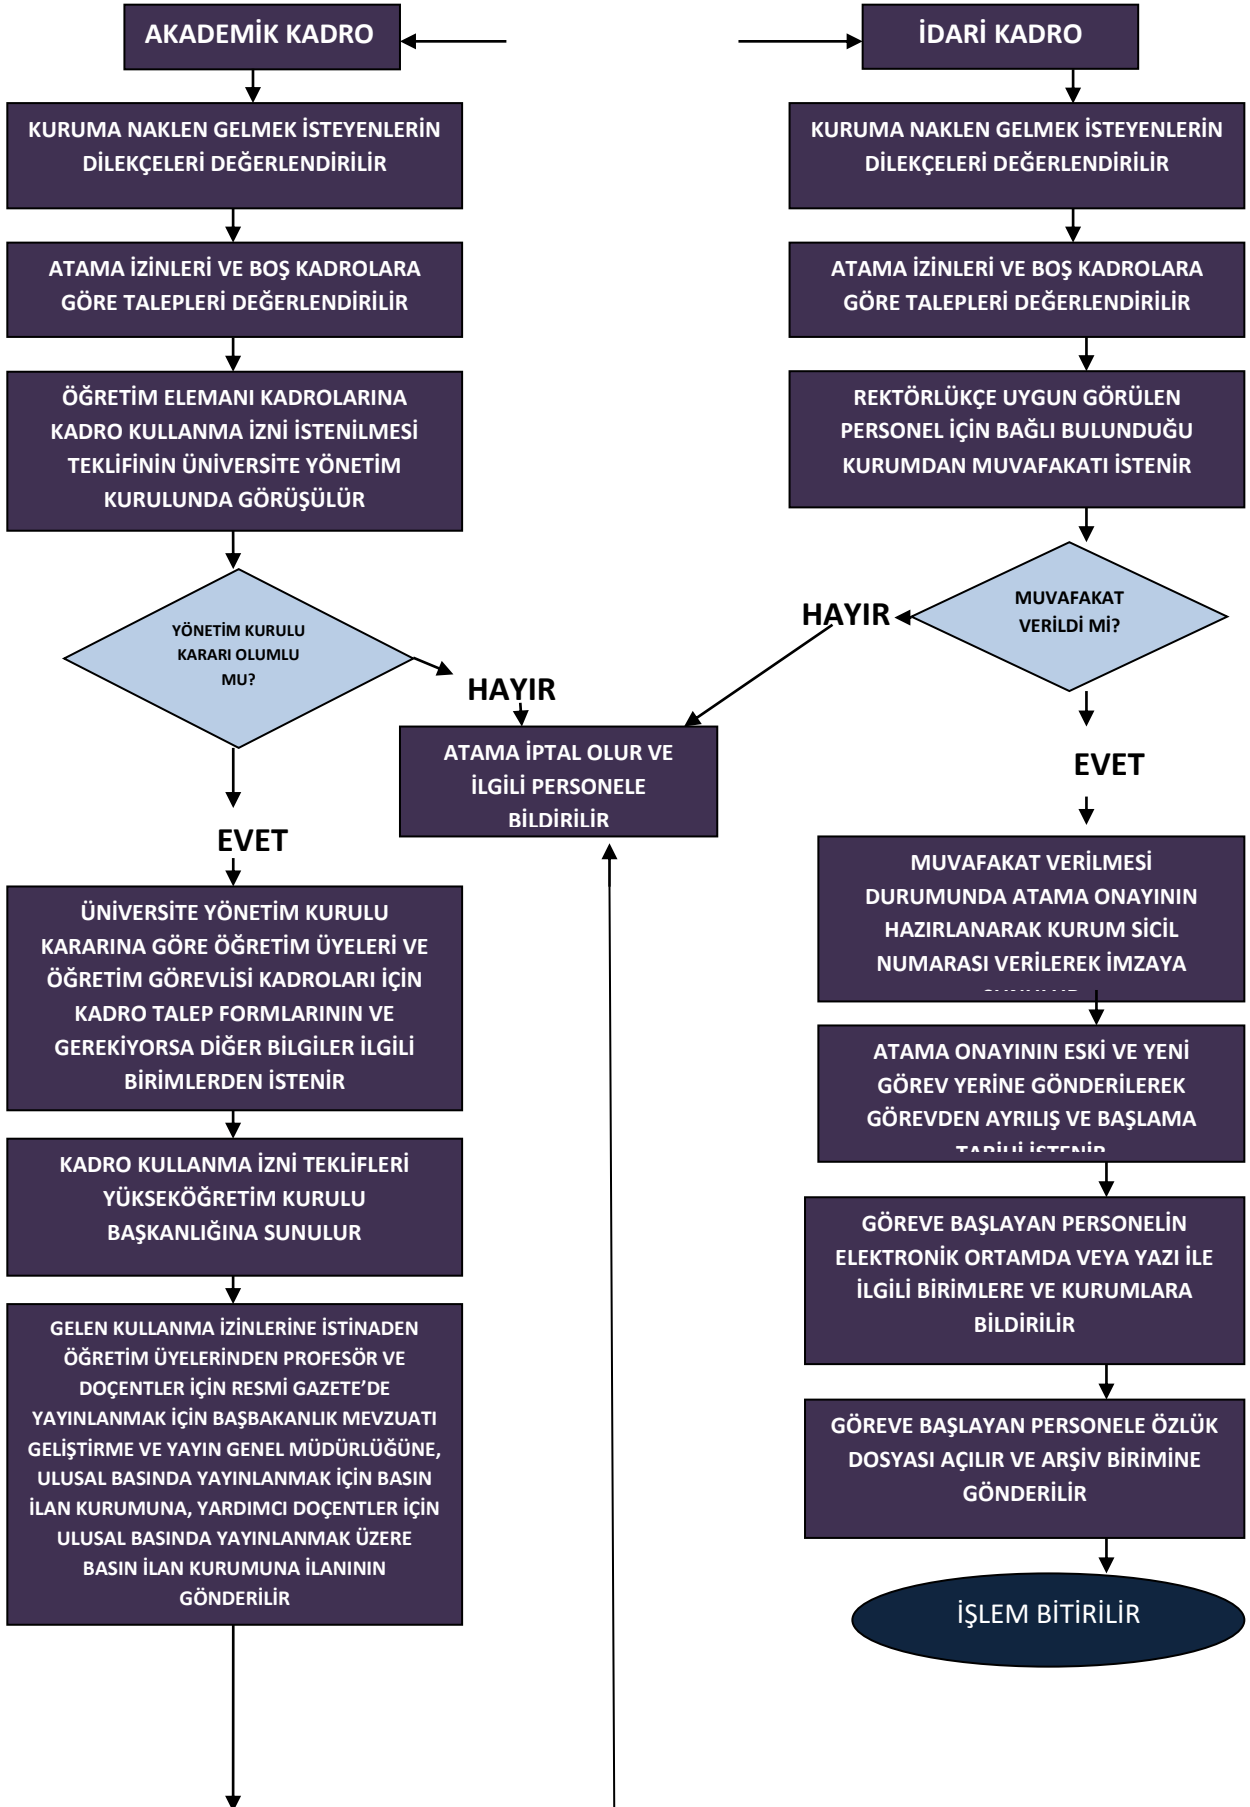 AKADEMİK KADRO
KURUMA NAKLEN GELMEK İSTEYENLERİN
DİLEKÇELERİ DEĞERLENDİRİLİR
ATAMA İZİNLERİ VE BOŞ KADROLARA
GÖRE TALEPLERİ DEĞERLENDİRİLİR
ÖĞRETİM ELEMANI KADROLARINA
KADRO KULLANMA İZNİ İSTENİLMESİ
TEKLİFİNİN ÜNİVERSİTE YÖNETİM
KURULUNDA GÖRÜŞÜLÜR
YÖNETİM KURULU
KARARI OLUMLU
MU?
HAYIR
ATAMA İPTAL OLUR VE
İLGİLİ PERSONELE
BİLDİRİLİR
EVET
ÜNİVERSİTE YÖNETİM KURULU
KARARINA GÖRE ÖĞRETİM ÜYELERİ VE
ÖĞRETİM GÖREVLİSİ KADROLARI İÇİN
KADRO TALEP FORMLARININ VE
GEREKİYORSA DİĞER BİLGİLER İLGİLİ
BİRİMLERDEN İSTENİR
KADRO KULLANMA İZNİ TEKLİFLERİ
YÜKSEKÖĞRETİM KURULU
BAŞKANLIĞINA SUNULUR
GELEN KULLANMA İZİNLERİNE İSTİNADEN
ÖĞRETİM ÜYELERİNDEN PROFESÖR VE
DOÇENTLER İÇİN RESMİ GAZETE’DE
YAYINLANMAK İÇİN BAŞBAKANLIK MEVZUATI
GELİŞTİRME VE YAYIN GENEL MÜDÜRLÜĞÜNE,
ULUSAL BASINDA YAYINLANMAK İÇİN BASIN
İLAN KURUMUNA, YARDIMCI DOÇENTLER İÇİN
ULUSAL BASINDA YAYINLANMAK ÜZERE
BASIN İLAN KURUMUNA İLANININ
GÖNDERİLİR
İDARİ KADRO
KURUMA NAKLEN GELMEK İSTEYENLERİN
DİLEKÇELERİ DEĞERLENDİRİLİR
ATAMA İZİNLERİ VE BOŞ KADROLARA
GÖRE TALEPLERİ DEĞERLENDİRİLİR
REKTÖRLÜKÇE UYGUN GÖRÜLEN
PERSONEL İÇİN BAĞLI BULUNDUĞU
KURUMDAN MUVAFAKATI İSTENİR
MUVAFAKAT
VERİLDİ Mİ?
HAYIR
EVET
MUVAFAKAT VERİLMESİ
DURUMUNDA ATAMA ONAYININ
HAZIRLANARAK KURUM SİCİL
NUMARASI VERİLEREK İMZAYA
ATAMA ONAYININ ESKİ VE YENİ
GÖREV YERİNE GÖNDERİLEREK
GÖREVDEN AYRILIŞ VE BAŞLAMA
TARİHİ İSTENİR
GÖREVE BAŞLAYAN PERSONELİN
ELEKTRONİK ORTAMDA VEYA YAZI İLE
İLGİLİ BİRİMLERE VE KURUMLARA
BİLDİRİLİR
GÖREVE BAŞLAYAN PERSONELE ÖZLÜK
DOSYASI AÇILIR VE ARŞİV BİRİMİNE
GÖNDERİLİR
İŞLEM BİTİRİLİR